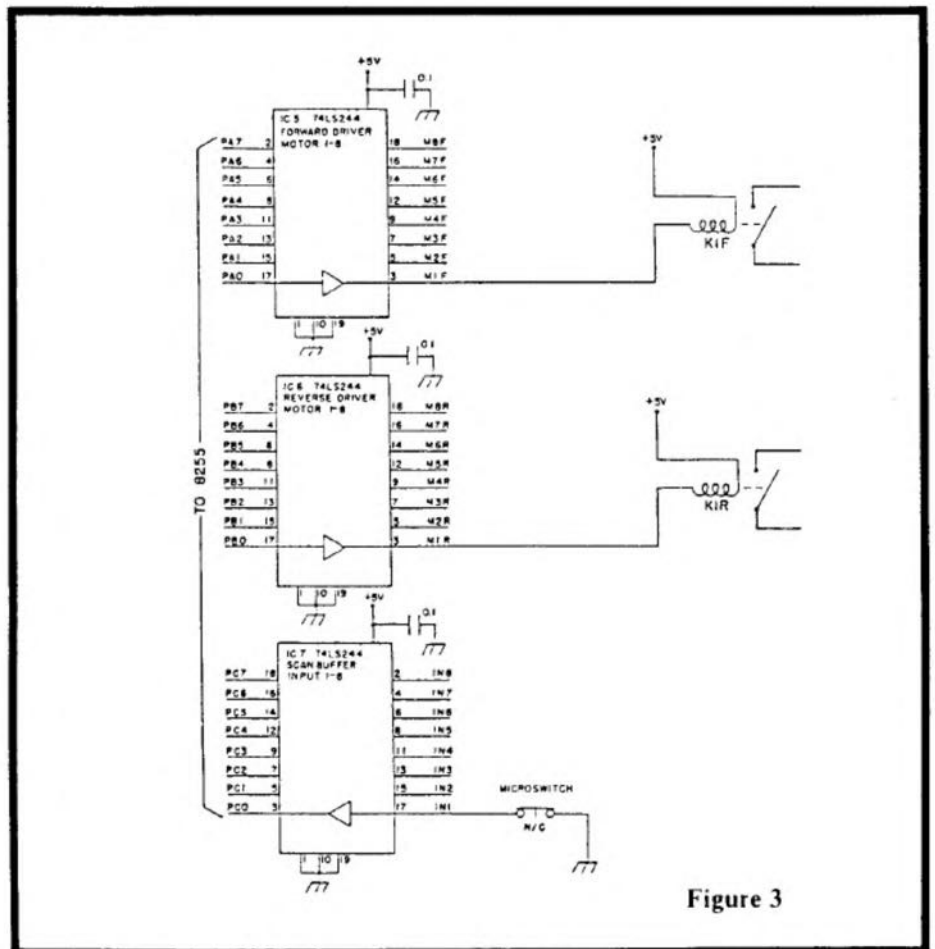 +5V
0.1
IC 5 74LS244
FORWARD DRIVER
MOTOR 1-8
PA7 2 18 M8F
PA6 4 16 M7F
PA5 6 14 M6F
PA4 8 12 M5F
PA3 11 9 M4F
PA2 13 7 M3F
PA1 15 5 M2F
PA0 17 3 M1F
1 10 19
+5V
K1F
+5V
0.1
IC 6 74LS244
REVERSE DRIVER
MOTOR 1-8
PB7 2 18 M8R
PB6 4 16 M7R
PB5 6 14 M6R
PB4 8 12 M5R
PB3 11 9 M4R
PB2 13 7 M3R
PB1 15 5 M2R
PB0 17 3 M1R
1 10 19
+5V
K1R
TO 8255
+5V
0.1
IC 7 74LS244
SCAN BUFFER
INPUT 1-8
PC7 18 2 IN8
PC6 16 4 IN7
PC5 14 6 IN6
PC4 12 8 IN5
PC3 9 11 IN4
PC2 7 13 IN3
PC1 5 15 IN2
PC0 3 17 IN1
1 10 19
MICROSWITCH
N/C
Figure 3